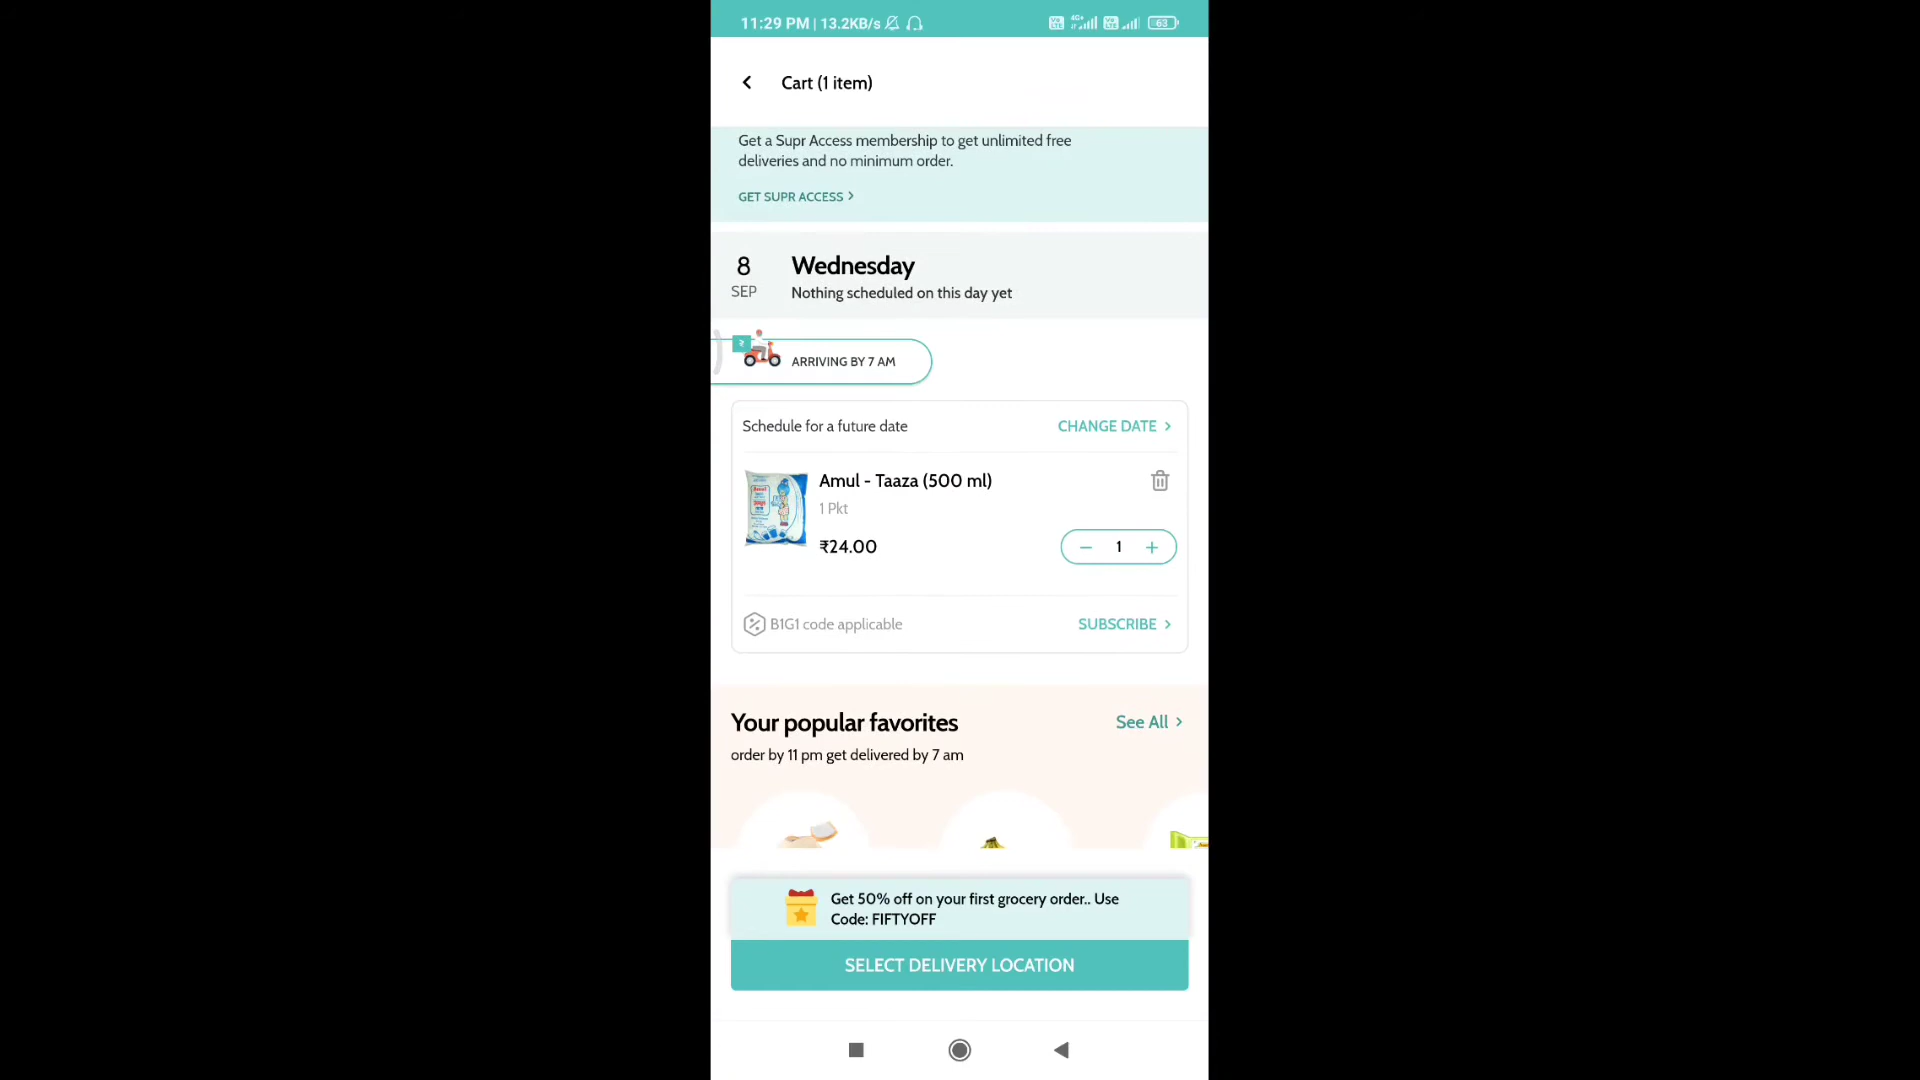 11:29 PM | 13.2KB/s
63
Cart (1 item)
Get a Supr Access membership to get unlimited free
deliveries and no minimum order.
GET SUPR ACCESS >
8 Wednesday
SEP Nothing scheduled on this day yet
ARRIVING BY 7 AM
Schedule for a future date CHANGE DATE >
Amul - Taaza (500 ml)
1 Pkt
₹24.00 − 1 +
B1G1 code applicable SUBSCRIBE >
Your popular favorites See All >
order by 11 pm get delivered by 7 am
Get 50% off on your first grocery order.. Use
Code: FIFTYOFF
SELECT DELIVERY LOCATION